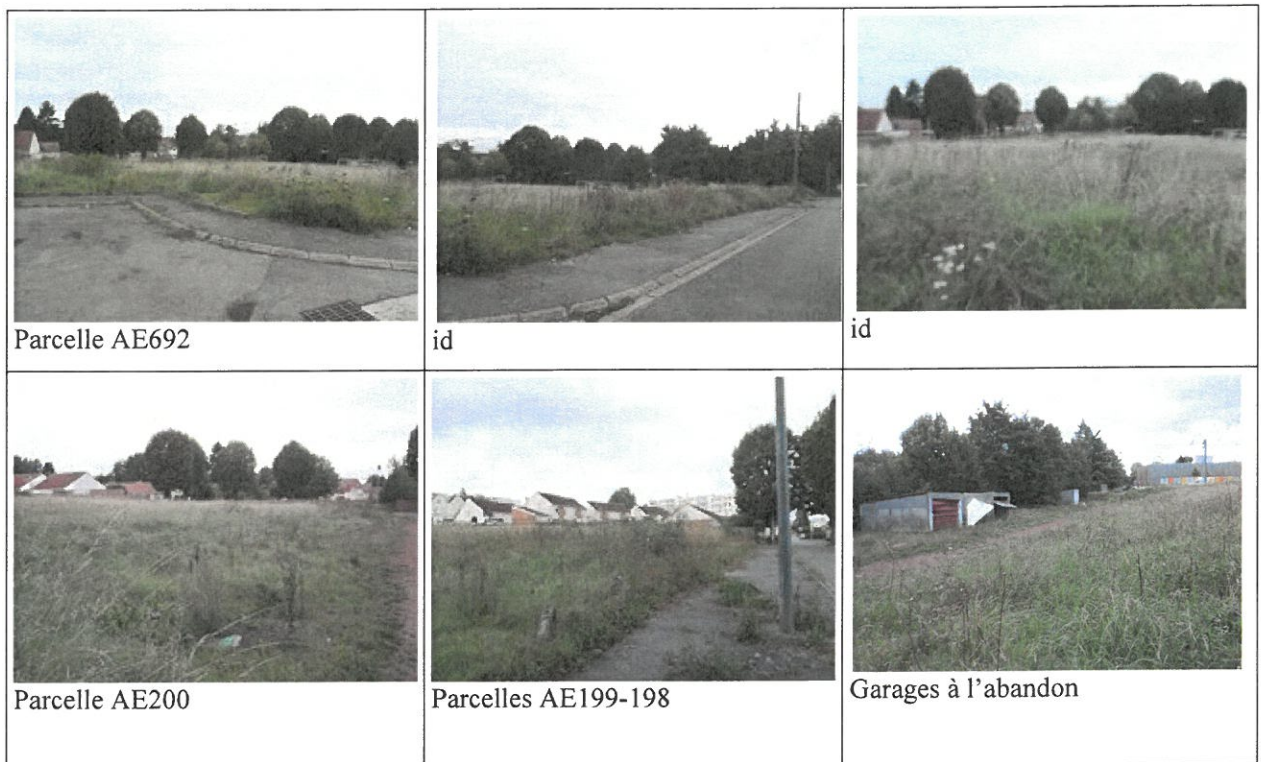 Parcelle AE692
id
id
Parcelle AE200
Parcelles AE199-198
Garages à l'abandon